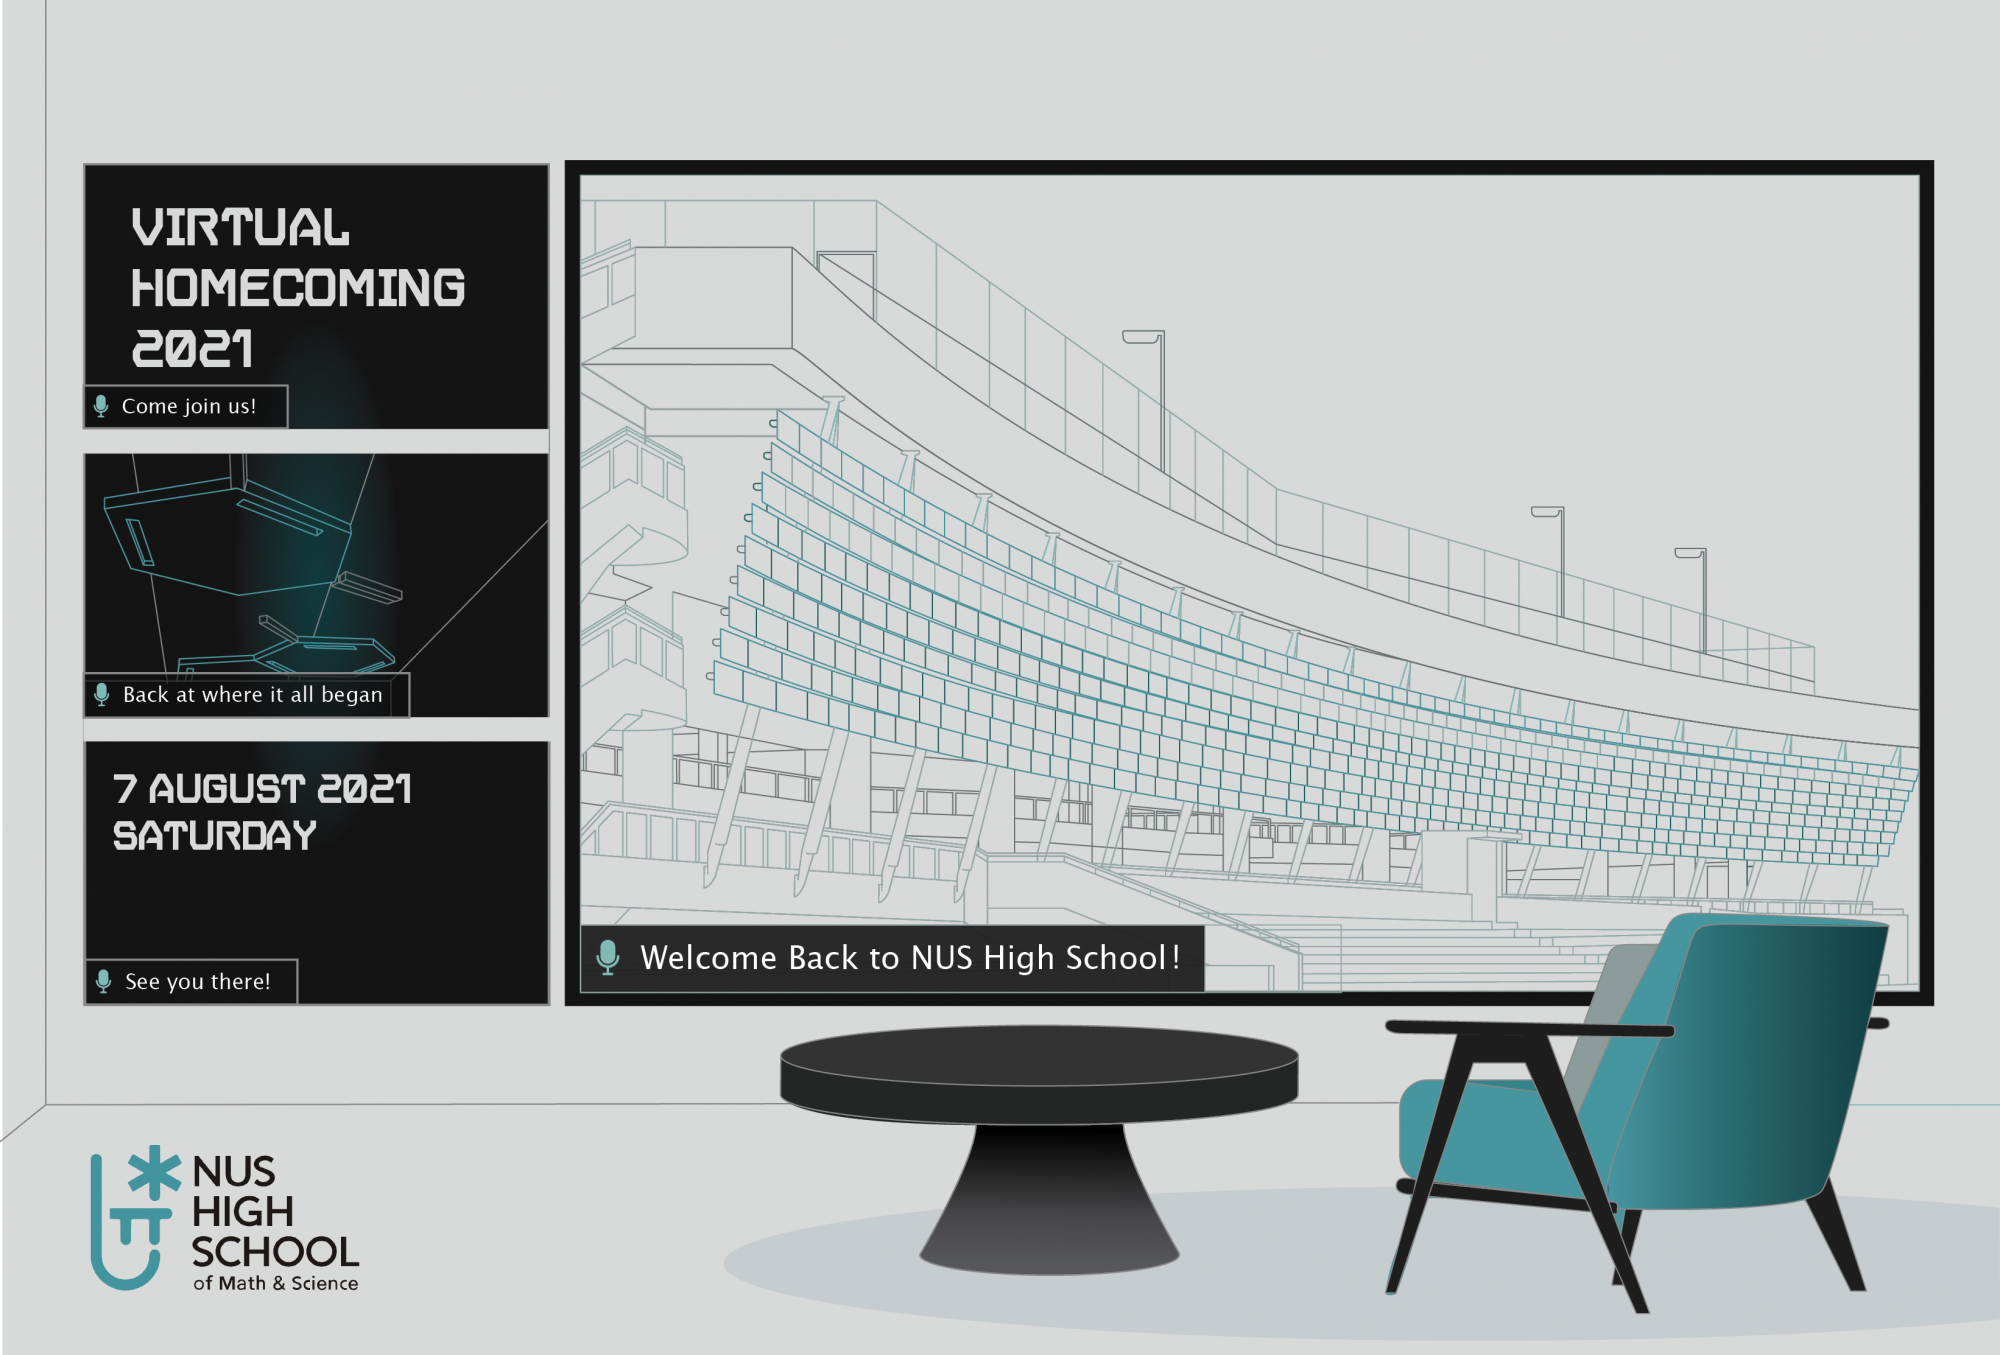 VIRTUAL
HOMECOMING
2021
Come join us!
Back at where it all began
7 AUGUST 2021
SATURDAY
See you there!
Welcome Back to NUS High School!
NUS
HIGH
SCHOOL
of Math & Science